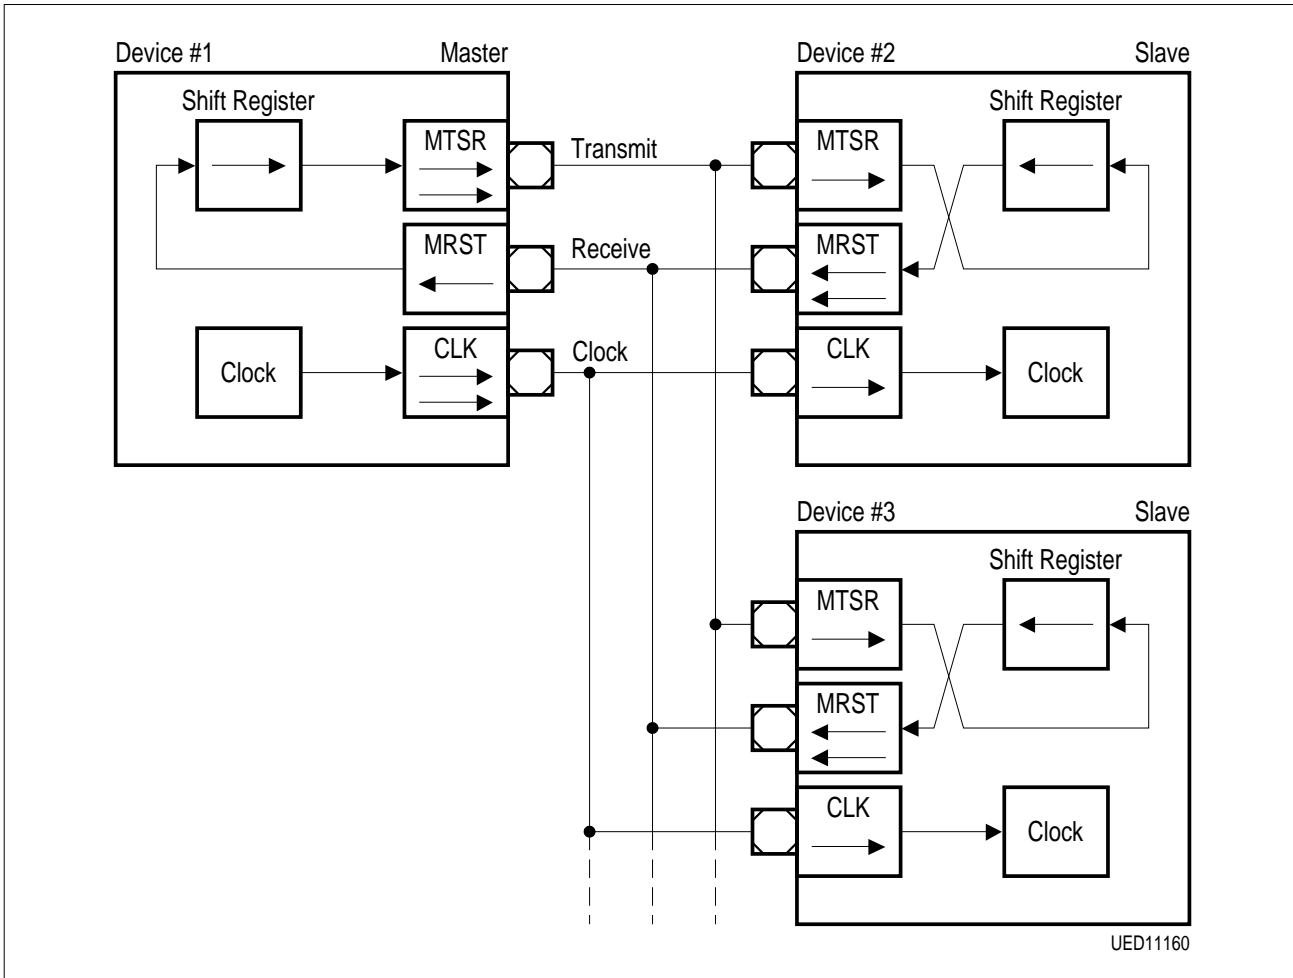 Device #1 Master
Shift Register
MTSR
Transmit
MRST
Receive
Clock
CLK
Clock
Device #2 Slave
MTSR
Shift Register
MRST
CLK
Clock
Device #3 Slave
MTSR
Shift Register
MRST
CLK
Clock
UED11160